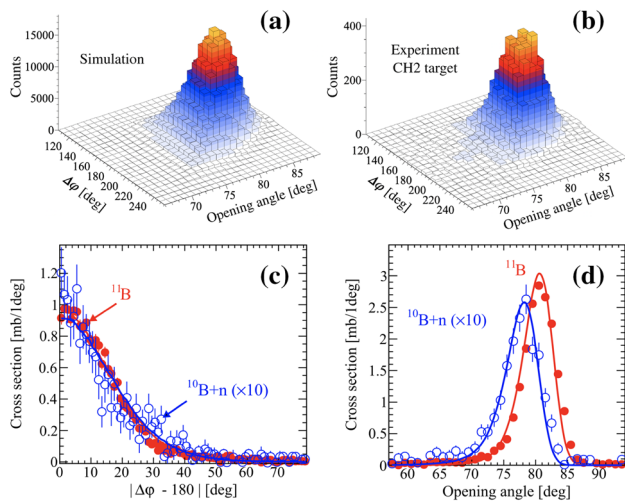 (a)
Simulation
Counts
15000
10000
5000
0
120
140
160
180
200
220
240
Δφ [deg]
70
75
80
85
Opening angle [deg]
(b)
Experiment
CH2 target
Counts
400
200
0
120
140
160
180
200
220
240
Δφ [deg]
70
75
80
85
Opening angle [deg]
(c)
Cross section [mb/1deg]
1.2
1
0.8
0.6
0.4
0.2
0
¹¹B
¹⁰B+n (×10)
0 10 20 30 40 50 60 70
| Δφ - 180 | [deg]
(d)
Cross section [mb/1deg]
3
2.5
2
1.5
1
0.5
0
¹¹B
¹⁰B+n (×10)
60 65 70 75 80 85 90
Opening angle [deg]